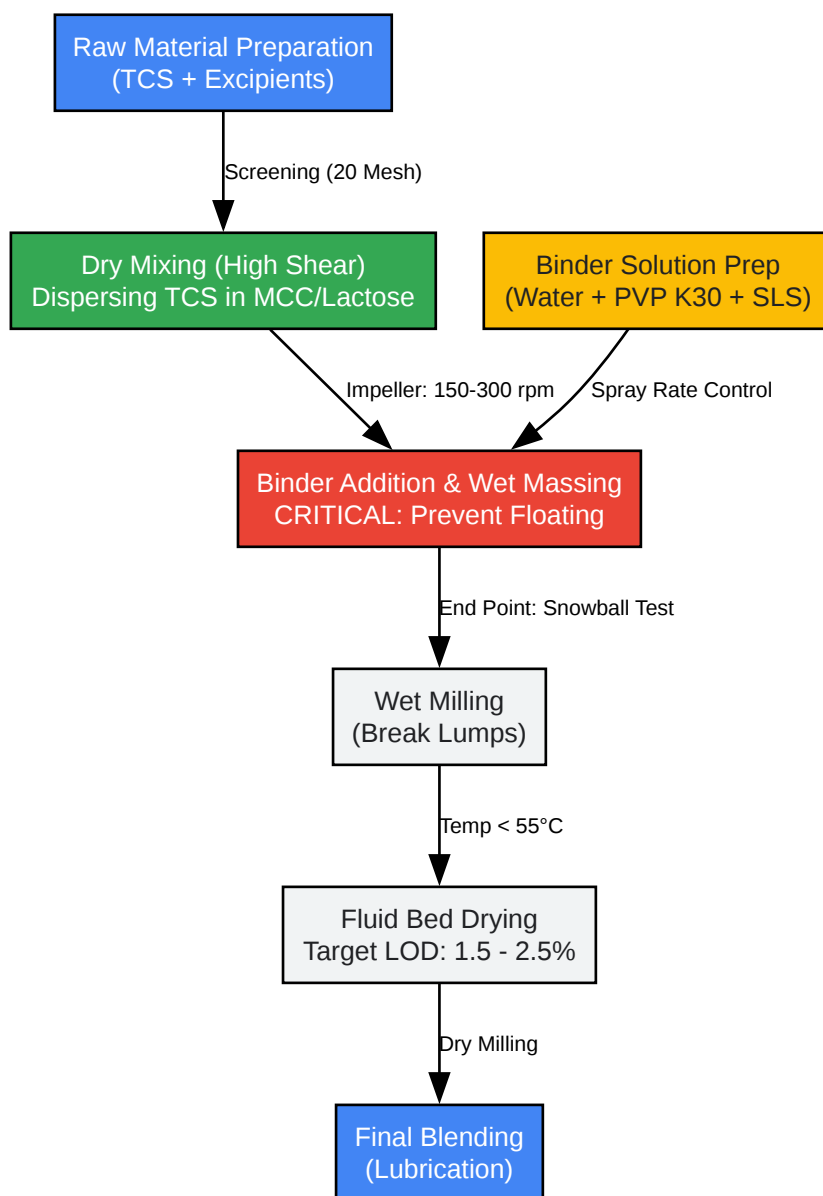 Raw Material Preparation
(TCS + Excipients)
Screening (20 Mesh)
Dry Mixing (High Shear)
Dispersing TCS in MCC/Lactose
Binder Solution Prep
(Water + PVP K30 + SLS)
Impeller: 150-300 rpm
Spray Rate Control
Binder Addition & Wet Massing
CRITICAL: Prevent Floating
End Point: Snowball Test
Wet Milling
(Break Lumps)
Temp < 55°C
Fluid Bed Drying
Target LOD: 1.5 - 2.5%
Dry Milling
Final Blending
(Lubrication)